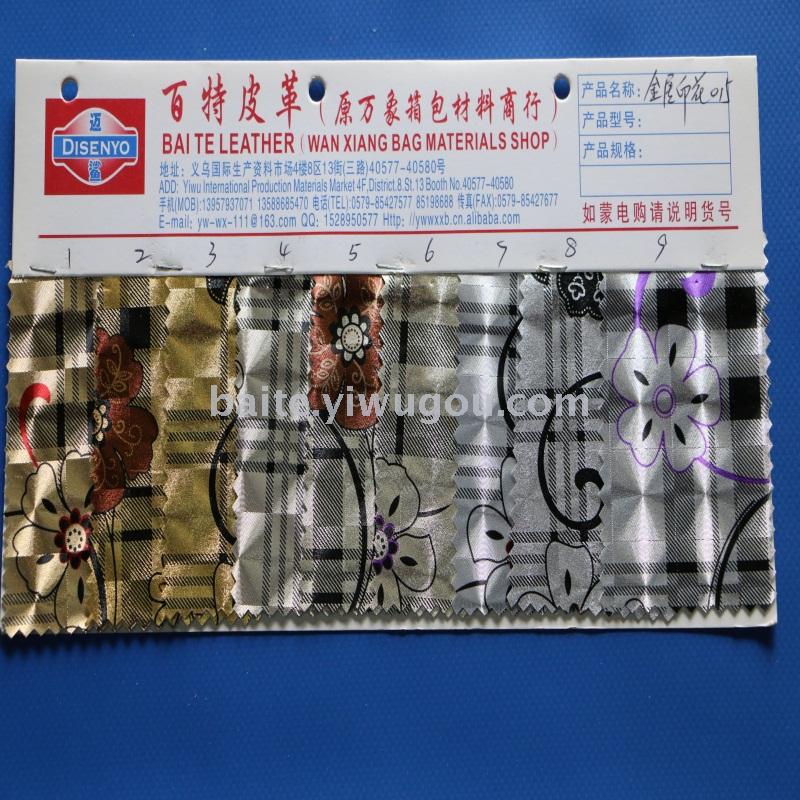 迈
DISENYO
鲨
百特皮革(原万象箱包材料商行)
BAI TE LEATHER (WAN XIANG BAG MATERIALS SHOP)
地址: 义乌国际生产资料市场4楼8区13街(三路)40577-40580号
ADD: Yiwu International Production Materials Market 4F,District.8.St.13 Booth No.40577-40580
手机(MOB):13957937071 13588685470 电话(TEL):0579-85427577 85198688 传真(FAX):0579-85427677
E-mail: yw-wx-111@163.com QQ: 1528950577 Http: //ywwxxb.cn.alibaba.com
产品名称: 印花015
产品型号:
产品规格:
如蒙电购请说明货号
1 2 3 4 5 6 7 8 9
baite.yiwugou.com